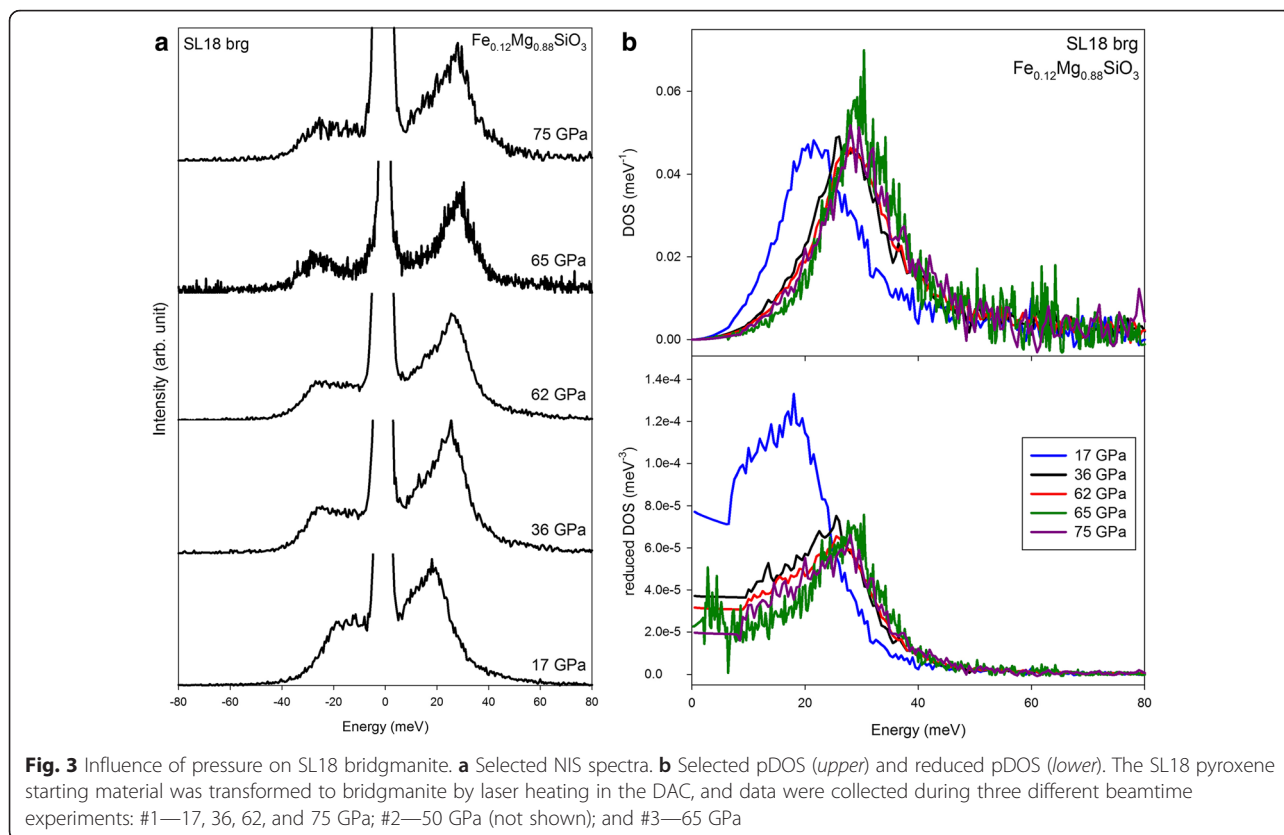 a
SL18 brg
Fe0.12Mg0.88SiO3
75 GPa
65 GPa
62 GPa
36 GPa
17 GPa
Intensity (arb. unit)
-80 -60 -40 -20 0 20 40 60 80
Energy (meV)
b
SL18 brg
Fe0.12Mg0.88SiO3
0.06
0.04
0.02
0.00
DOS (meV-1)
1.4e-4
1.2e-4
1.0e-4
8.0e-5
6.0e-5
4.0e-5
2.0e-5
0.0
reduced DOS (meV-3)
17 GPa
36 GPa
62 GPa
65 GPa
75 GPa
0 20 40 60 80
Energy (meV)
Fig. 3 Influence of pressure on SL18 bridgmanite. a Selected NIS spectra. b Selected pDOS (upper) and reduced pDOS (lower). The SL18 pyroxene
starting material was transformed to bridgmanite by laser heating in the DAC, and data were collected during three different beamtime
experiments: #1—17, 36, 62, and 75 GPa; #2—50 GPa (not shown); and #3—65 GPa